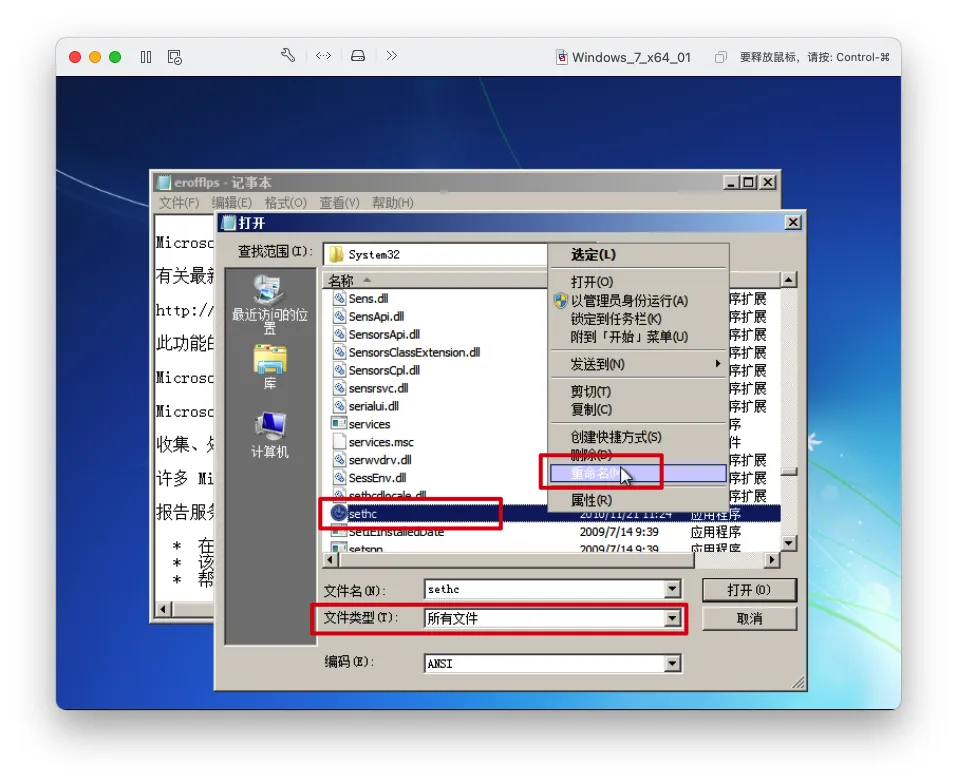 Windows_7_x64_01
要释放鼠标，请按: Control-⌘
erofflps - 记事本
文件(F) 编辑(E) 格式(O) 查看(V) 帮助(H)
打开
查找范围(I):
System32
Microso
有关最新
http://
此功能的
Microso
Microso
收集、
许多 Mi
报告服务
* 在
* 该
* 帮
最近访问的位置
库
计算机
名称
Sens.dll
序扩展
SensApi.dll
序扩展
SensorsApi.dll
序扩展
SensorsClassExtension.dll
序扩展
SensorsCpl.dll
序扩展
sensrsvc.dll
序扩展
serialui.dll
序扩展
services
序
services.msc
件
serwvdrv.dll
序扩展
SessEnv.dll
序扩展
sethcdlocale.dll
序扩展
sethc
2010/11/21 11:24 应用程序
SetIEInstalledDate
2009/7/14 9:39 应用程序
setspn
2009/7/14 9:39 应用程序
选定(L)
打开(O)
以管理员身份运行(A)
锁定到任务栏(K)
附到「开始」菜单(U)
发送到(N)
剪切(T)
复制(C)
创建快捷方式(S)
删除(D)
重命名(M)
属性(R)
文件名(N):
sethc
打开(O)
文件类型(T):
所有文件
取消
编码(E):
ANSI